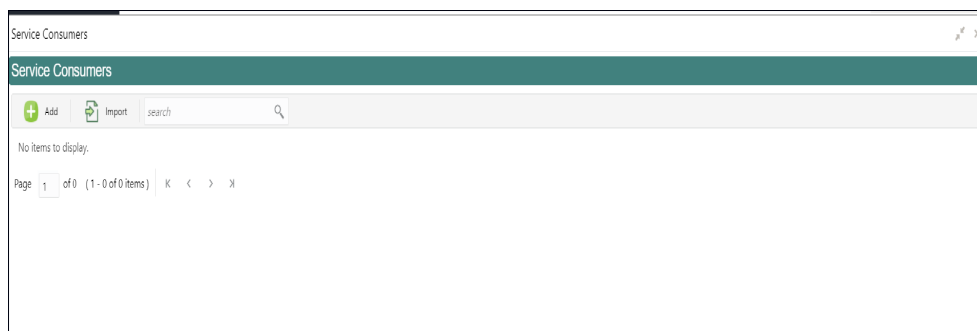 Service Consumers
Service Consumers
Add Import search
No items to display.
Page 1 of 0 ( 1 - 0 of 0 items )